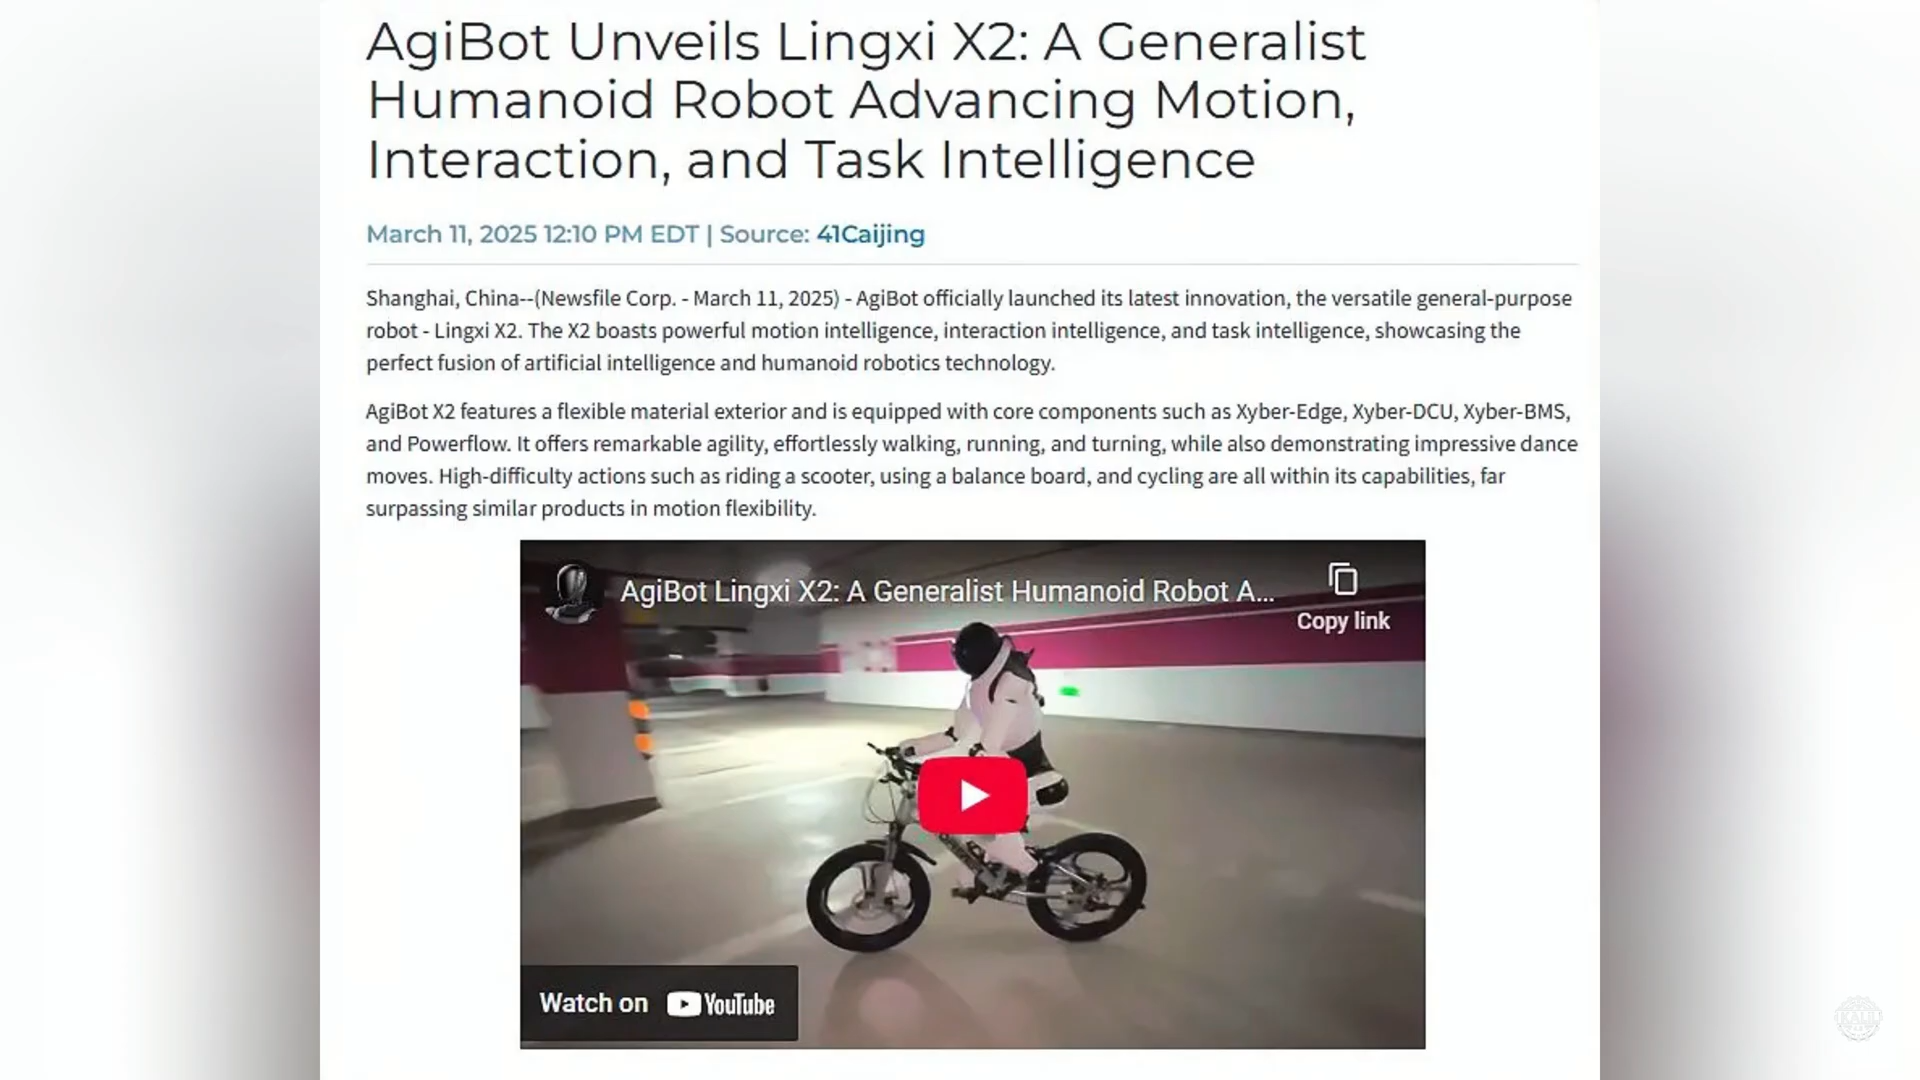 AgiBot Unveils Lingxi X2: A Generalist
Humanoid Robot Advancing Motion,
Interaction, and Task Intelligence
March 11, 2025 12:10 PM EDT | Source: 41Caijing
Shanghai, China--(Newsfile Corp. - March 11, 2025) - AgiBot officially launched its latest innovation, the versatile general-purpose
robot - Lingxi X2. The X2 boasts powerful motion intelligence, interaction intelligence, and task intelligence, showcasing the
perfect fusion of artificial intelligence and humanoid robotics technology.
AgiBot X2 features a flexible material exterior and is equipped with core components such as Xyber-Edge, Xyber-DCU, Xyber-BMS,
and Powerflow. It offers remarkable agility, effortlessly walking, running, and turning, while also demonstrating impressive dance
moves. High-difficulty actions such as riding a scooter, using a balance board, and cycling are all within its capabilities, far
surpassing similar products in motion flexibility.
AgiBot Lingxi X2: A Generalist Humanoid Robot A...
Copy link
Watch on YouTube